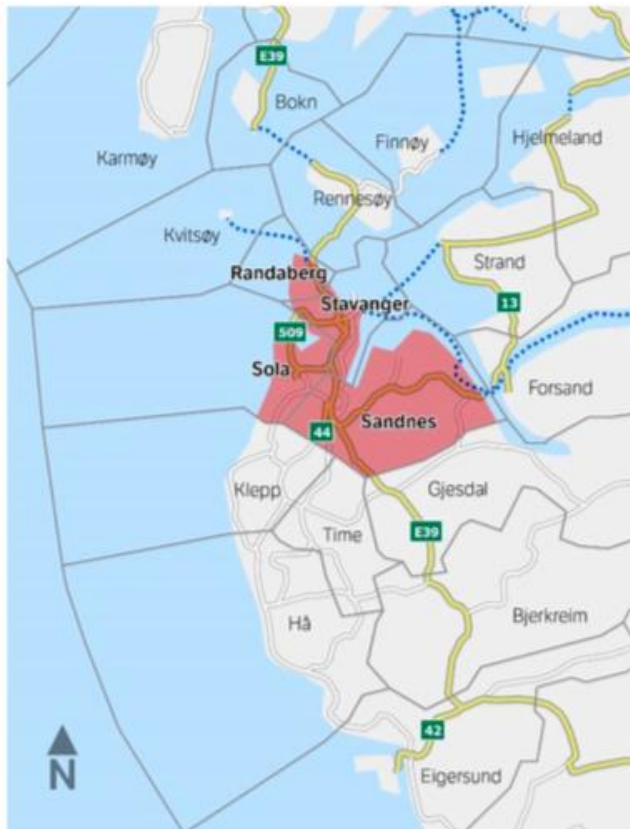 E39
Bokn
Finnøy
Hjelmeland
Karmøy
Rennesøy
Kvitsøy
Strand
Randaberg
Stavanger
13
509
Sola
Forsand
Sandnes
44
Klepp
Gjesdal
Time
E39
Hå
Bjerkreim
42
N
Eigersund